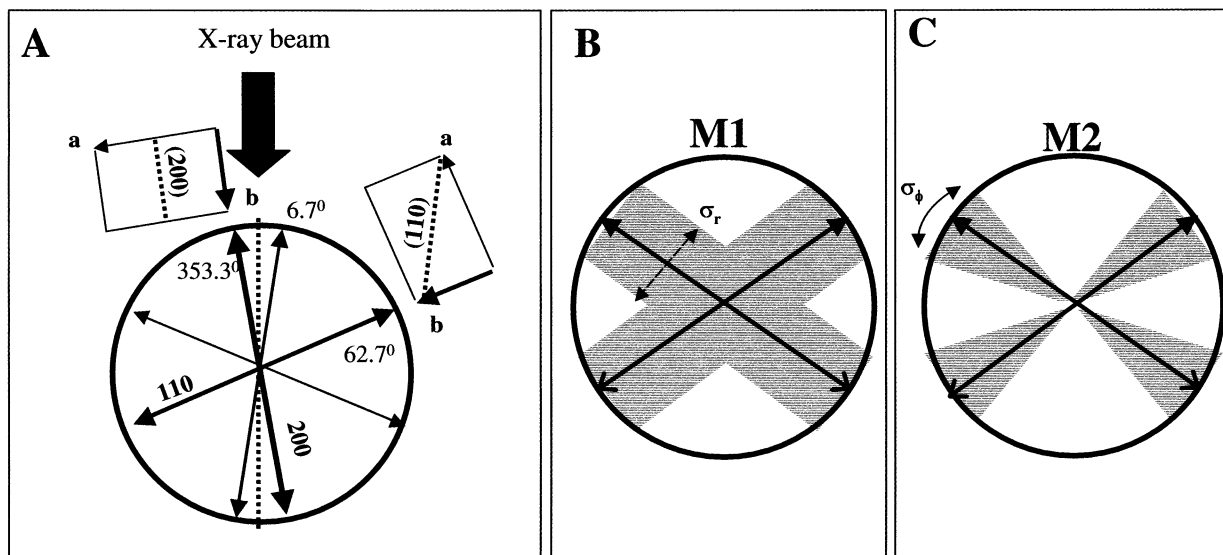 A
X-ray beam
a
(200)
b
6.7⁰
353.3⁰
a
(110)
b
62.7⁰
110
200
B
M1
σr
C
M2
σϕ